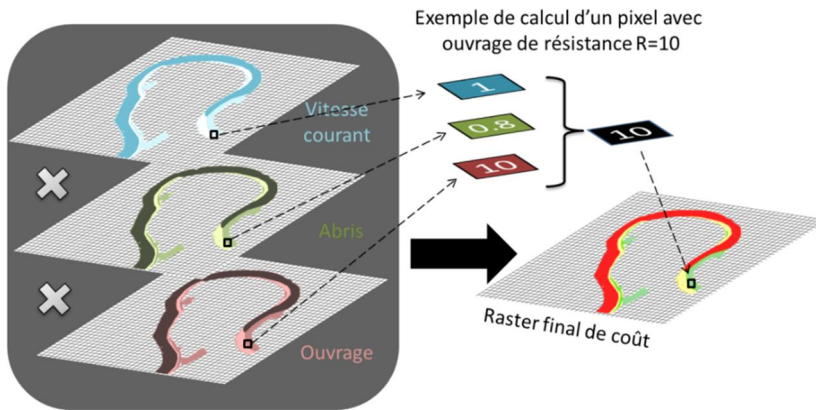 Exemple de calcul d'un pixel avec
ouvrage de résistance R=10
Vitesse
courant
1
0.8
10
10
Abris
Ouvrage
Raster final de coût